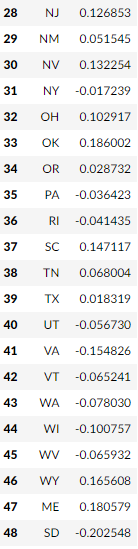 28 NJ 0.126853
29 NM 0.051545
30 NV 0.132254
31 NY -0.017239
32 OH 0.102917
33 OK 0.186002
34 OR 0.028732
35 PA -0.036423
36 RI -0.041435
37 SC 0.147117
38 TN 0.068004
39 TX 0.018319
40 UT -0.056730
41 VA -0.154826
42 VT -0.065241
43 WA -0.078030
44 WI -0.100757
45 WV -0.065932
46 WY 0.165608
47 ME 0.180579
48 SD -0.202548